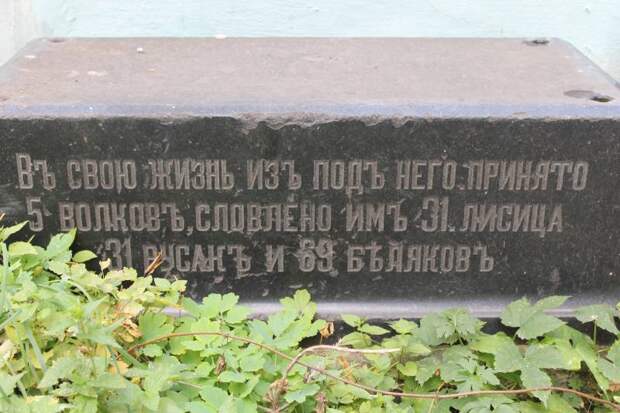 Въ свою жизнь изъ подъ него принято
5 волковъ, словлено имъ 31. лисица
31 русакъ и 69 бѣляковъ